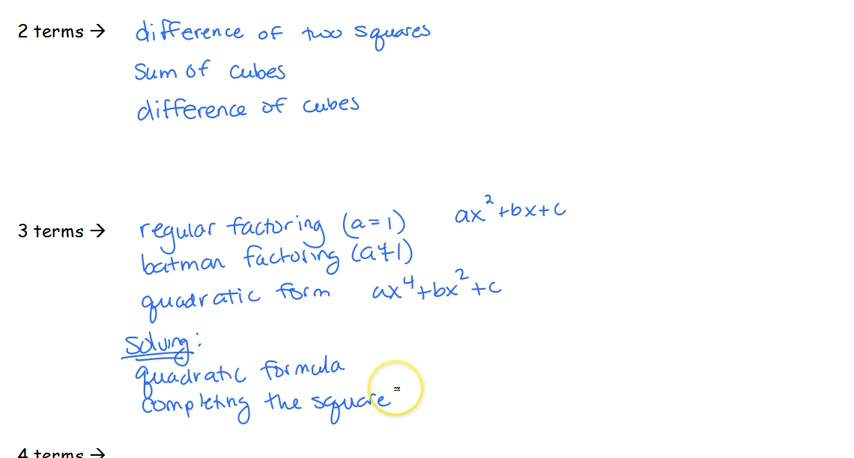 2 terms → difference of two squares
sum of cubes
difference of cubes
3 terms → regular factoring (a=1) ax²+bx+c
batman factoring (a≠1)
quadratic form ax⁴+bx²+c
Solving:
quadratic formula
completing the square
4 terms →